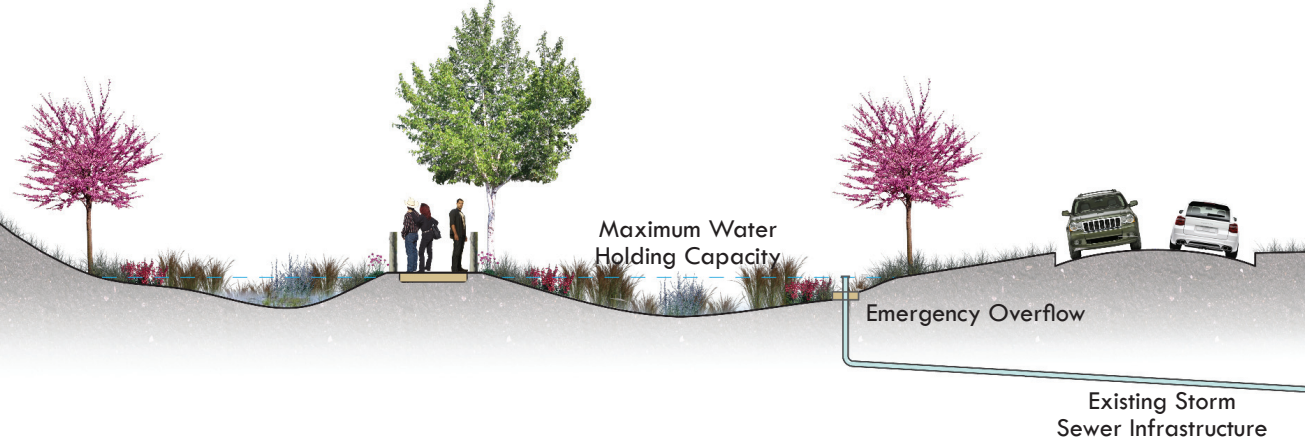 Maximum Water
Holding Capacity
Emergency Overflow
Existing Storm
Sewer Infrastructure